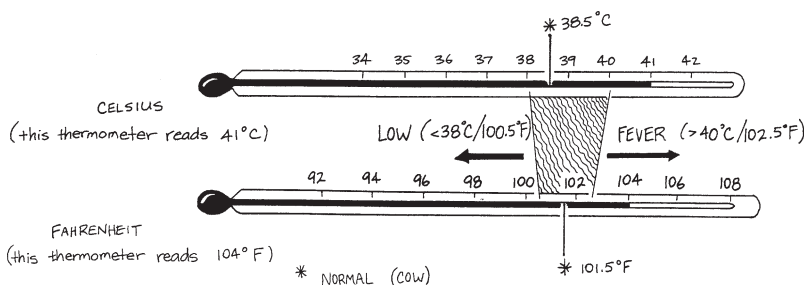 * 38.5°C
34 35 36 37 38 39 40 41 42
CELSIUS
(this thermometer reads 41°C)
LOW (<38°C/100.5°F)
FEVER (>40°C/102.5°F)
92 94 96 98 100 102 104 106 108
FAHRENHEIT
(this thermometer reads 104°F)
* 101.5°F
* NORMAL (COW)